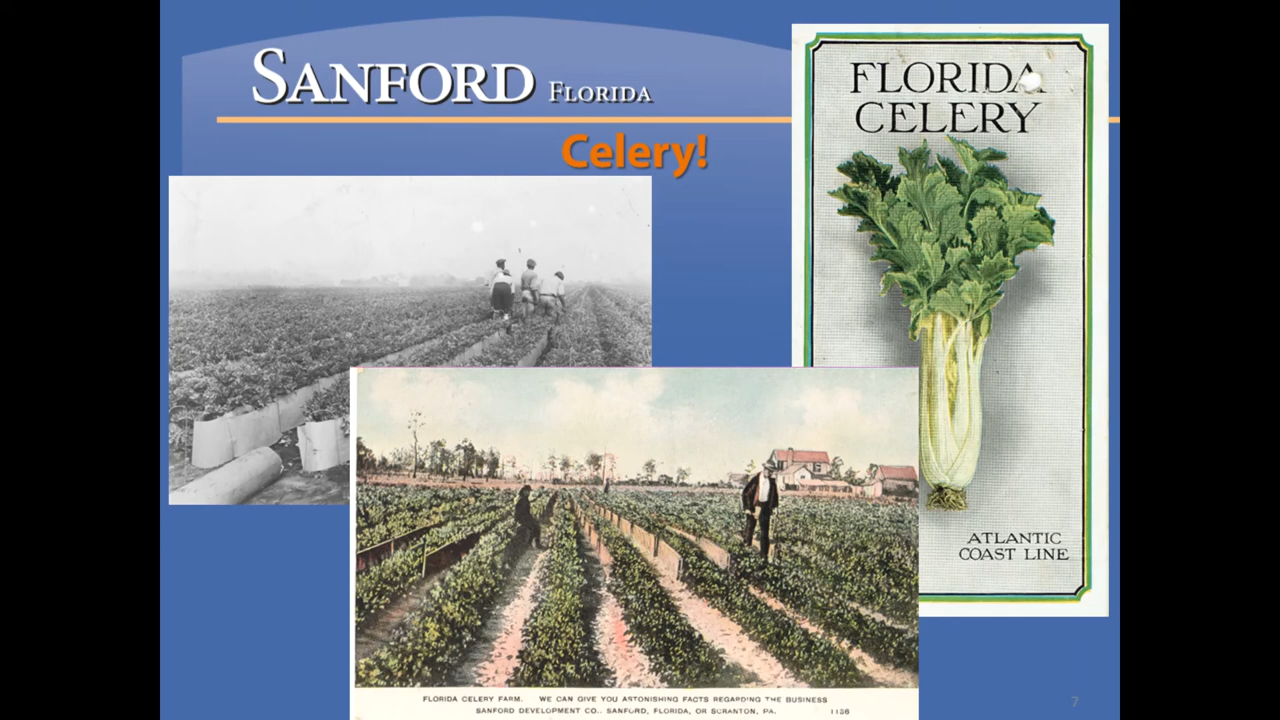 SANFORD FLORIDA
Celery!
FLORIDA
CELERY
ATLANTIC
COAST LINE
FLORIDA CELERY FARM. WE CAN GIVE YOU ASTONISHING FACTS REGARDING THE BUSINESS
SANFORD DEVELOPMENT CO., SANFORD, FLORIDA, OR SCRANTON, PA. 1136
7